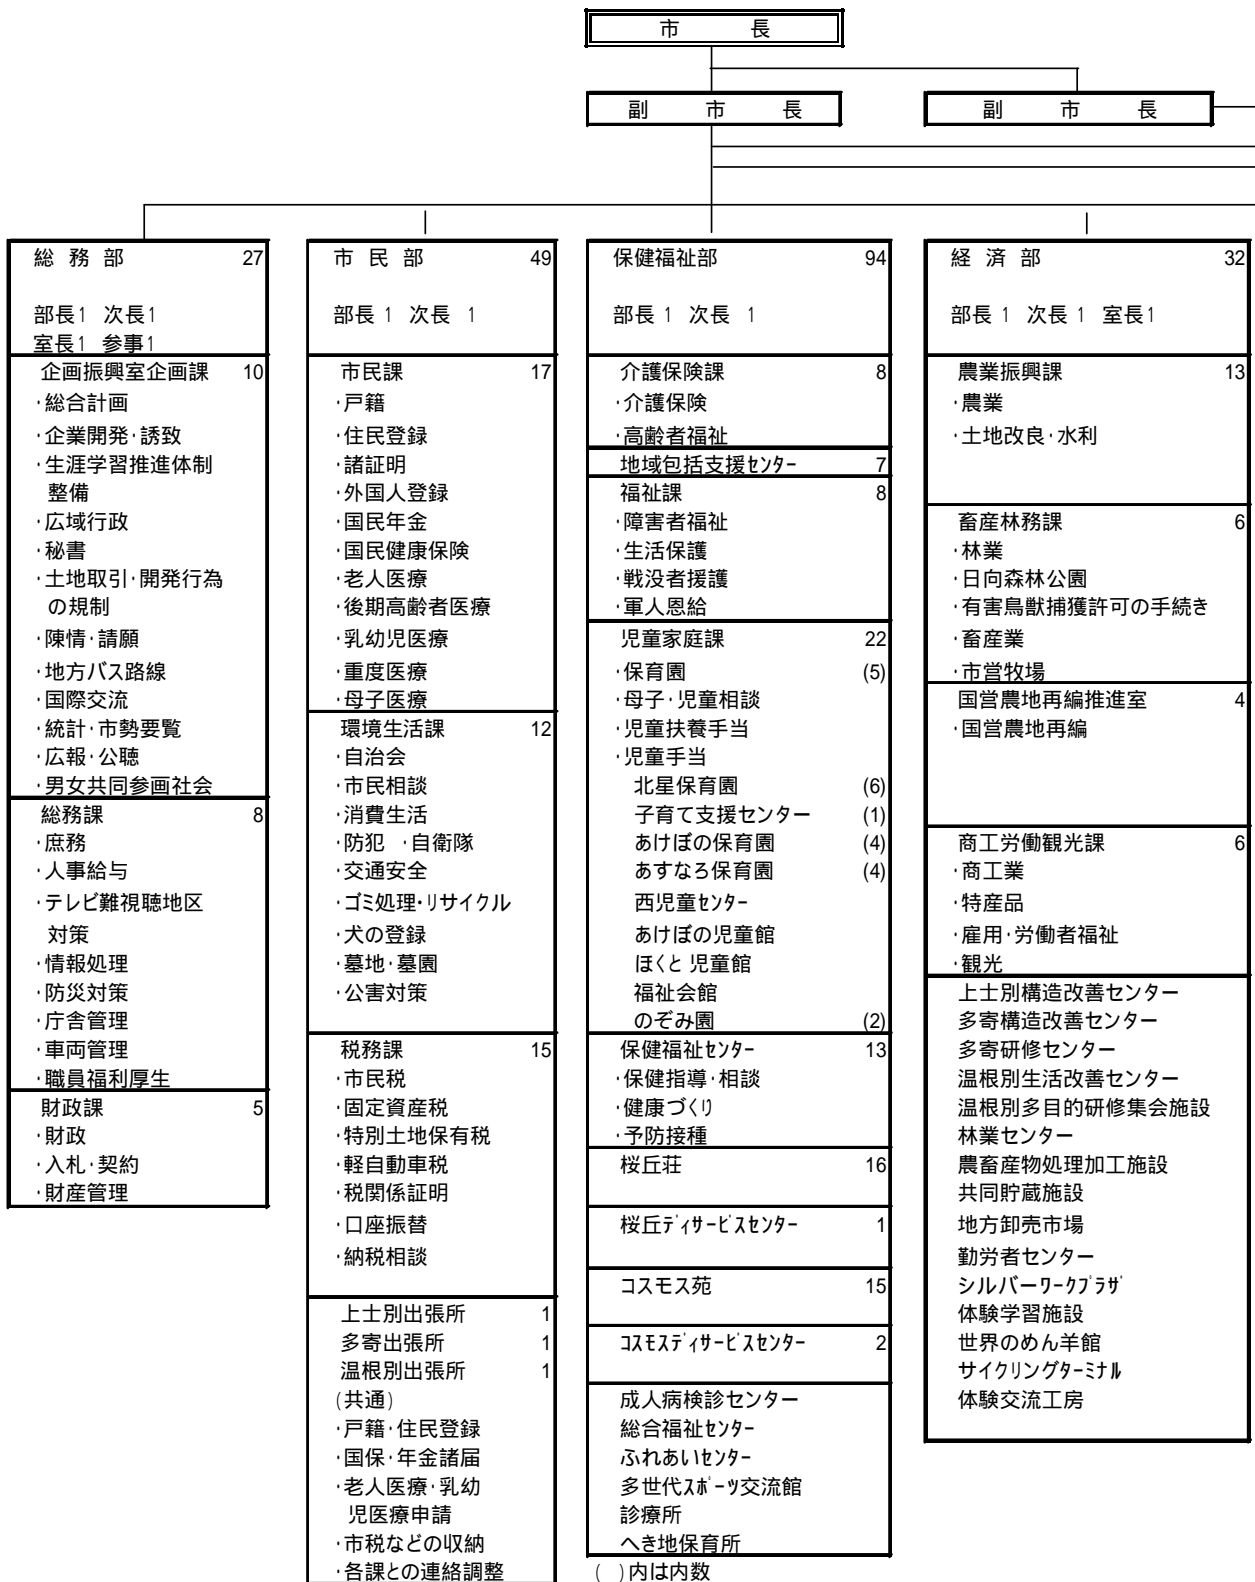 市　　　長
副　市　長
副　市　長
総 務 部 27
部長1 次長1
室長1 参事1
企画振興室企画課 10
･総合計画
･企業開発･誘致
･生涯学習推進体制
整備
･広域行政
･秘書
･土地取引･開発行為
の規制
･陳情･請願
･地方バス路線
･国際交流
･統計･市勢要覧
･広報･公聴
･男女共同参画社会
総務課 8
･庶務
･人事給与
･テレビ難視聴地区
対策
･情報処理
･防災対策
･庁舎管理
･車両管理
･職員福利厚生
財政課 5
･財政
･入札･契約
･財産管理
市 民 部 49
部長 1 次長 1
市民課 17
･戸籍
･住民登録
･諸証明
･外国人登録
･国民年金
･国民健康保険
･老人医療
･後期高齢者医療
･乳幼児医療
･重度医療
･母子医療
環境生活課 12
･自治会
･市民相談
･消費生活
･防犯 ･自衛隊
･交通安全
･ゴミ処理･リサイクル
･犬の登録
･墓地･墓園
･公害対策
税務課 15
･市民税
･固定資産税
･特別土地保有税
･軽自動車税
･税関係証明
･口座振替
･納税相談
上士別出張所 1
多寄出張所 1
温根別出張所 1
(共通)
･戸籍･住民登録
･国保･年金諸届
･老人医療･乳幼
児医療申請
･市税などの収納
･各課との連絡調整
保健福祉部 94
部長 1 次長 1
介護保険課 8
･介護保険
･高齢者福祉
地域包括支援ｾﾝﾀｰ 7
福祉課 8
･障害者福祉
･生活保護
･戦没者援護
･軍人恩給
児童家庭課 22
･保育園 (5)
･母子･児童相談
･児童扶養手当
･児童手当
北星保育園 (6)
子育て支援センター (1)
あけぼの保育園 (4)
あすなろ保育園 (4)
西児童ｾﾝﾀｰ
あけぼの児童館
ほくと児童館
福祉会館
のぞみ園 (2)
保健福祉ｾﾝﾀｰ 13
･保健指導･相談
･健康づくり
･予防接種
桜丘荘 16
桜丘ﾃﾞｨｻｰﾋﾞｽｾﾝﾀｰ 1
コスモス苑 15
ｺｽﾓｽﾃﾞｨｻｰﾋﾞｽｾﾝﾀｰ 2
成人病検診センター
総合福祉ｾﾝﾀｰ
ふれあいｾﾝﾀｰ
多世代ｽﾎﾟｰﾂ交流館
診療所
へき地保育所
( )内は内数
経 済 部 32
部長 1 次長 1 室長1
農業振興課 13
･農業
･土地改良･水利
畜産林務課 6
･林業
･日向森林公園
･有害鳥獣捕獲許可の手続き
･畜産業
･市営牧場
国営農地再編推進室 4
･国営農地再編
商工労働観光課 6
･商工業
･特産品
･雇用･労働者福祉
･観光
上士別構造改善センター
多寄構造改善センター
多寄研修センター
温根別生活改善センター
温根別多目的研修集会施設
林業センター
農畜産物処理加工施設
共同貯蔵施設
地方卸売市場
勤労者センター
シルバーワークﾌﾟﾗｻﾞ
体験学習施設
世界のめん羊館
サイクリングﾀｰﾐﾅﾙ
体験交流工房